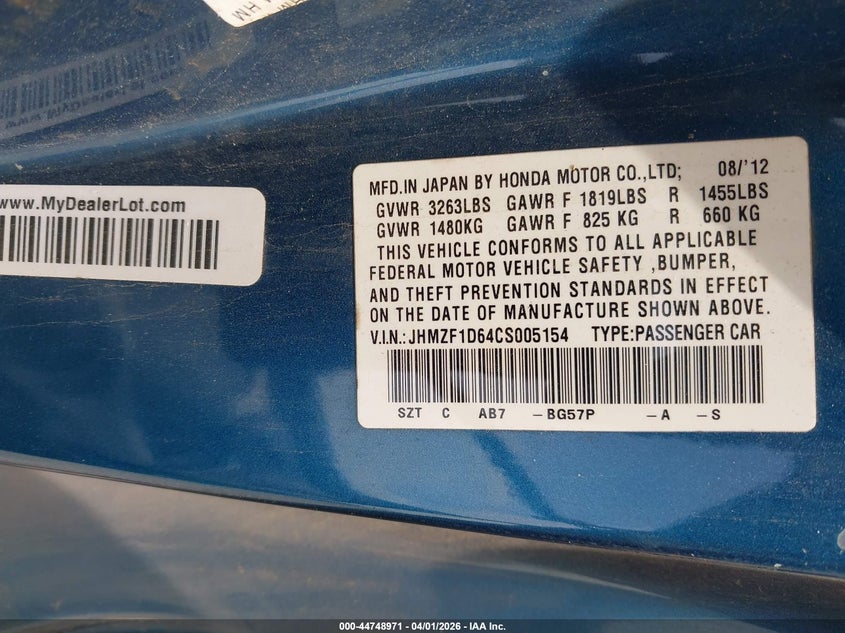 www.MyDealerLot.com
MFD.IN JAPAN BY HONDA MOTOR CO.,LTD; 08/'12
GVWR 3263LBS GAWR F 1819LBS R 1455LBS
GVWR 1480KG GAWR F 825 KG R 660 KG
THIS VEHICLE CONFORMS TO ALL APPLICABLE
FEDERAL MOTOR VEHICLE SAFETY ,BUMPER,
AND THEFT PREVENTION STANDARDS IN EFFECT
ON THE DATE OF MANUFACTURE SHOWN ABOVE.
V.I.N.:JHMZF1D64CS005154 TYPE:PASSENGER CAR
SZT C AB7 -BG57P -A -S
000-44748971 | 04/01/2026 - IAA Inc.